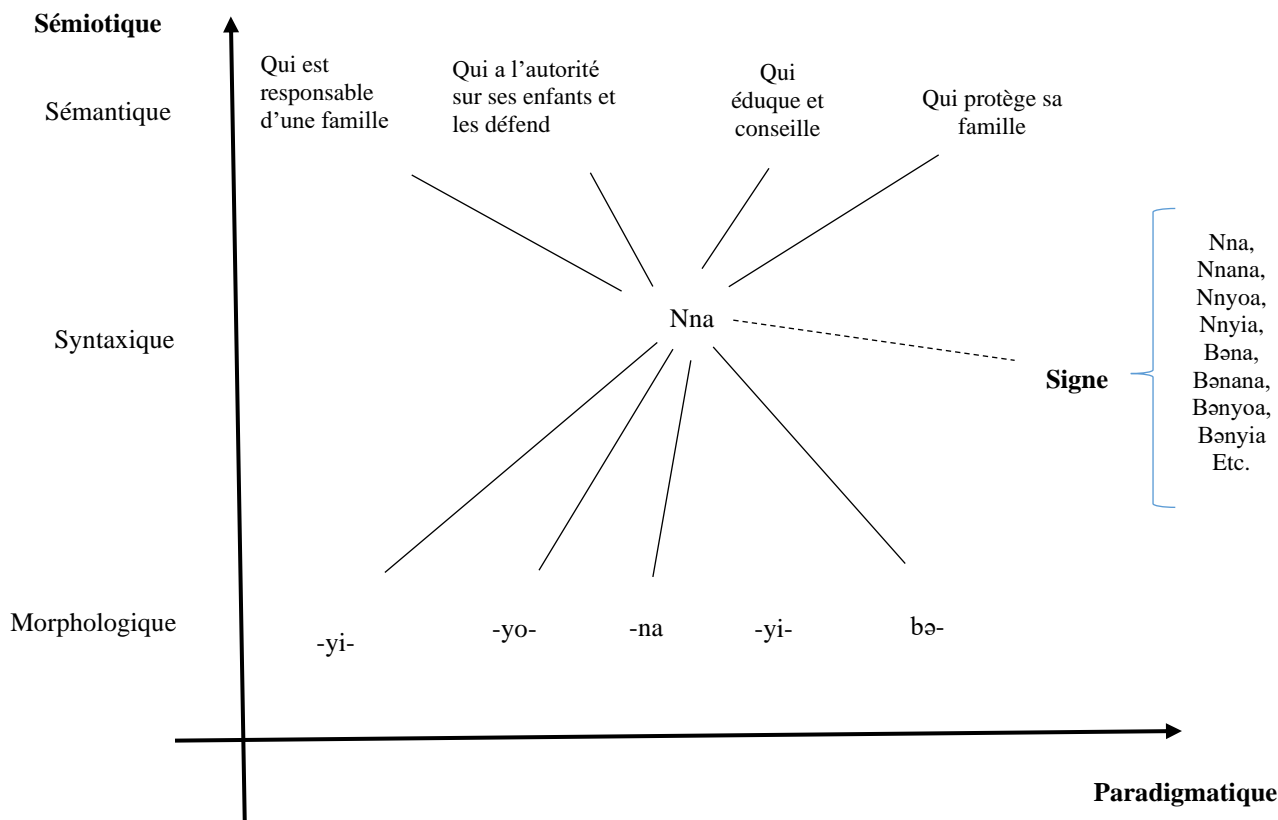 Sémiotique
Qui est
responsable
d’une famille
Qui a l’autorité
sur ses enfants et
les défend
Qui
éduque et
conseille
Qui protège sa
famille
Sémantique
Nna,
Nnana,
Nnyoa,
Nnyia,
Bəna,
Bənana,
Bənyoa,
Bənyia
Etc.
Nna
Syntaxique
Signe
Morphologique
-yi-
-yo-
-na
-yi-
bə-
Paradigmatique